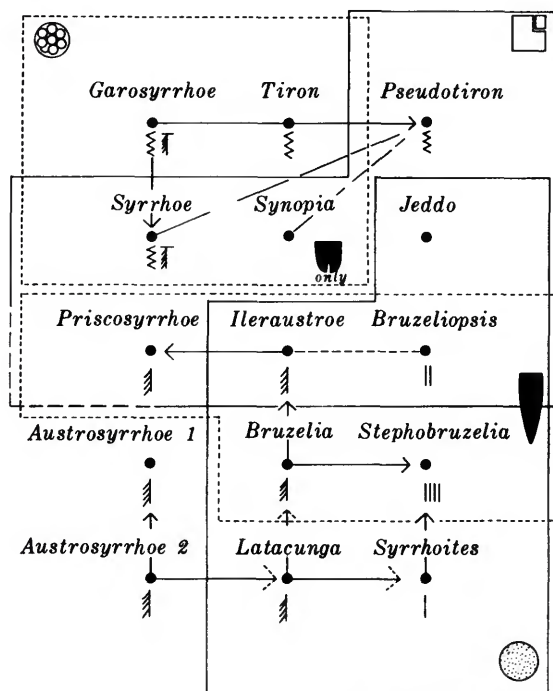 Garosyrrhoe Tiron Pseudotiron
Syrrhoe Synopia Jeddo
only
Priscosyrrhoe Ileraustroe Bruzeliopsis
Austrosyrrhoe 1 Bruzelia Stephobruzelia
Austrosyrrhoe 2 Latacunga Syrrhoites